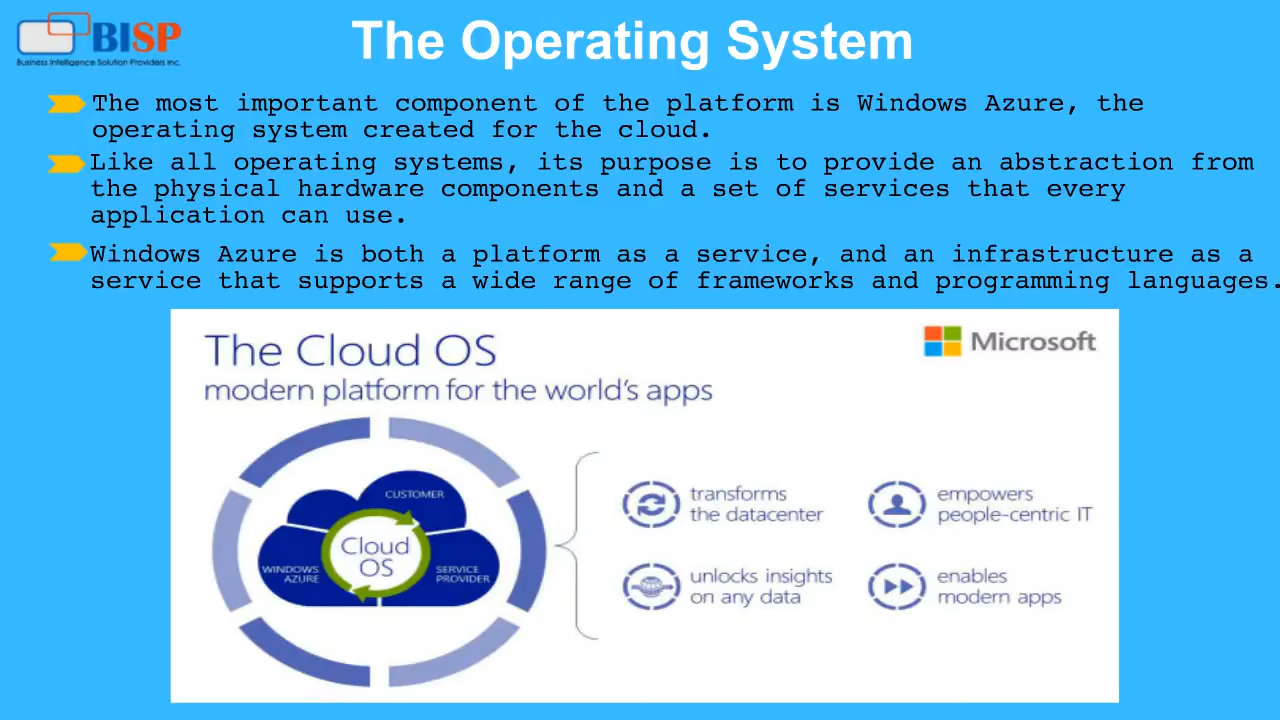 BISP
Business Intelligence Solution Providers Inc.
The Operating System
The most important component of the platform is Windows Azure, the
operating system created for the cloud.
Like all operating systems, its purpose is to provide an abstraction from
the physical hardware components and a set of services that every
application can use.
Windows Azure is both a platform as a service, and an infrastructure as a
service that supports a wide range of frameworks and programming languages.
The Cloud OS
modern platform for the world's apps
Microsoft
CUSTOMER
Cloud
OS
WINDOWS
AZURE
SERVICE
PROVIDER
transforms
the datacenter
empowers
people-centric IT
unlocks insights
on any data
enables
modern apps